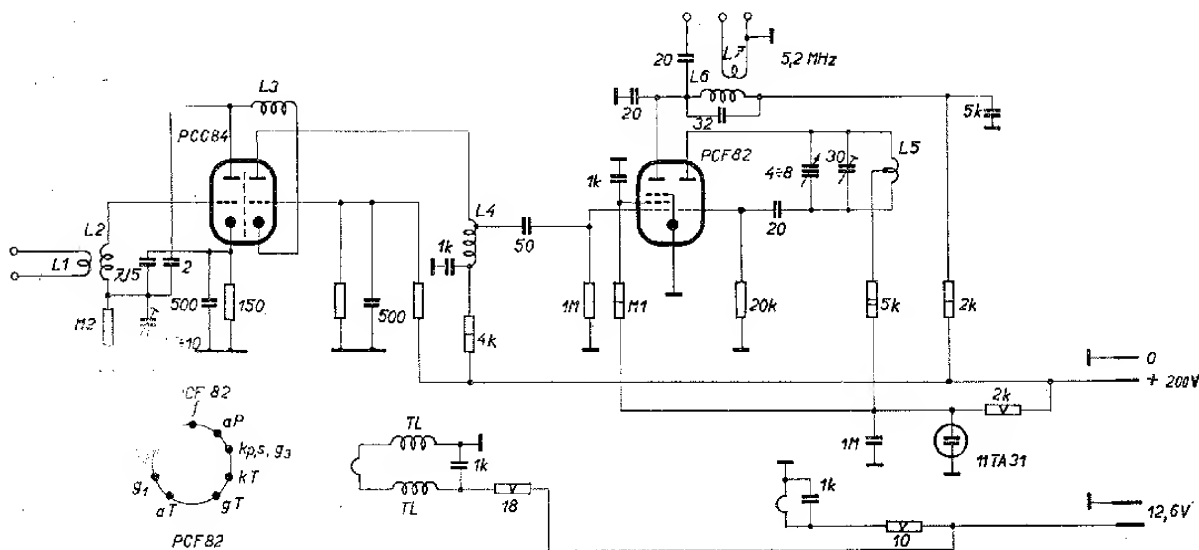 L7
5,2 MHz
20
L6
L3
20
32
5k
PCC84
PCF82
4÷8
30
L5
1k
L2
L4
1k
50
20
L1
7,5
2
500
150
500
1M
M1
20k
5k
2k
M2
÷10
4k
0
+ 200V
CF 82
aP
TL
2k
kp,s, g3
1k
1M
11TA31
kT
g1
aT
gT
TL
18
1k
12,6V
10
PCF82